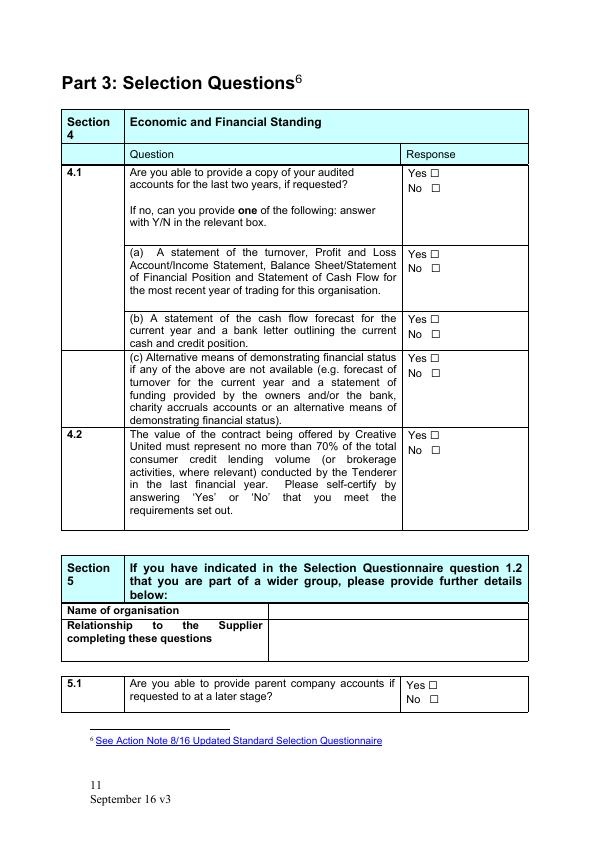 Part 3: Selection Questions6
Section
4
Economic and Financial Standing
Question
Response
4.1
Are you able to provide a copy of your audited
accounts for the last two years, if requested?
If no, can you provide one of the following: answer
with Y/N in the relevant box.
Yes ☐
No ☐
(a) A statement of the turnover, Profit and Loss
Account/Income Statement, Balance Sheet/Statement
of Financial Position and Statement of Cash Flow for
the most recent year of trading for this organisation.
Yes ☐
No ☐
(b) A statement of the cash flow forecast for the
current year and a bank letter outlining the current
cash and credit position.
Yes ☐
No ☐
(c) Alternative means of demonstrating financial status
if any of the above are not available (e.g. forecast of
turnover for the current year and a statement of
funding provided by the owners and/or the bank,
charity accruals accounts or an alternative means of
demonstrating financial status).
Yes ☐
No ☐
4.2
The value of the contract being offered by Creative
United must represent no more than 70% of the total
consumer credit lending volume (or brokerage
activities, where relevant) conducted by the Tenderer
in the last financial year. Please self-certify by
answering ‘Yes’ or ‘No’ that you meet the
requirements set out.
Yes ☐
No ☐
Section
5
If you have indicated in the Selection Questionnaire question 1.2
that you are part of a wider group, please provide further details
below:
Name of organisation
Relationship to the Supplier
completing these questions
5.1
Are you able to provide parent company accounts if
requested to at a later stage?
Yes ☐
No ☐
6 See Action Note 8/16 Updated Standard Selection Questionnaire
11
September 16 v3